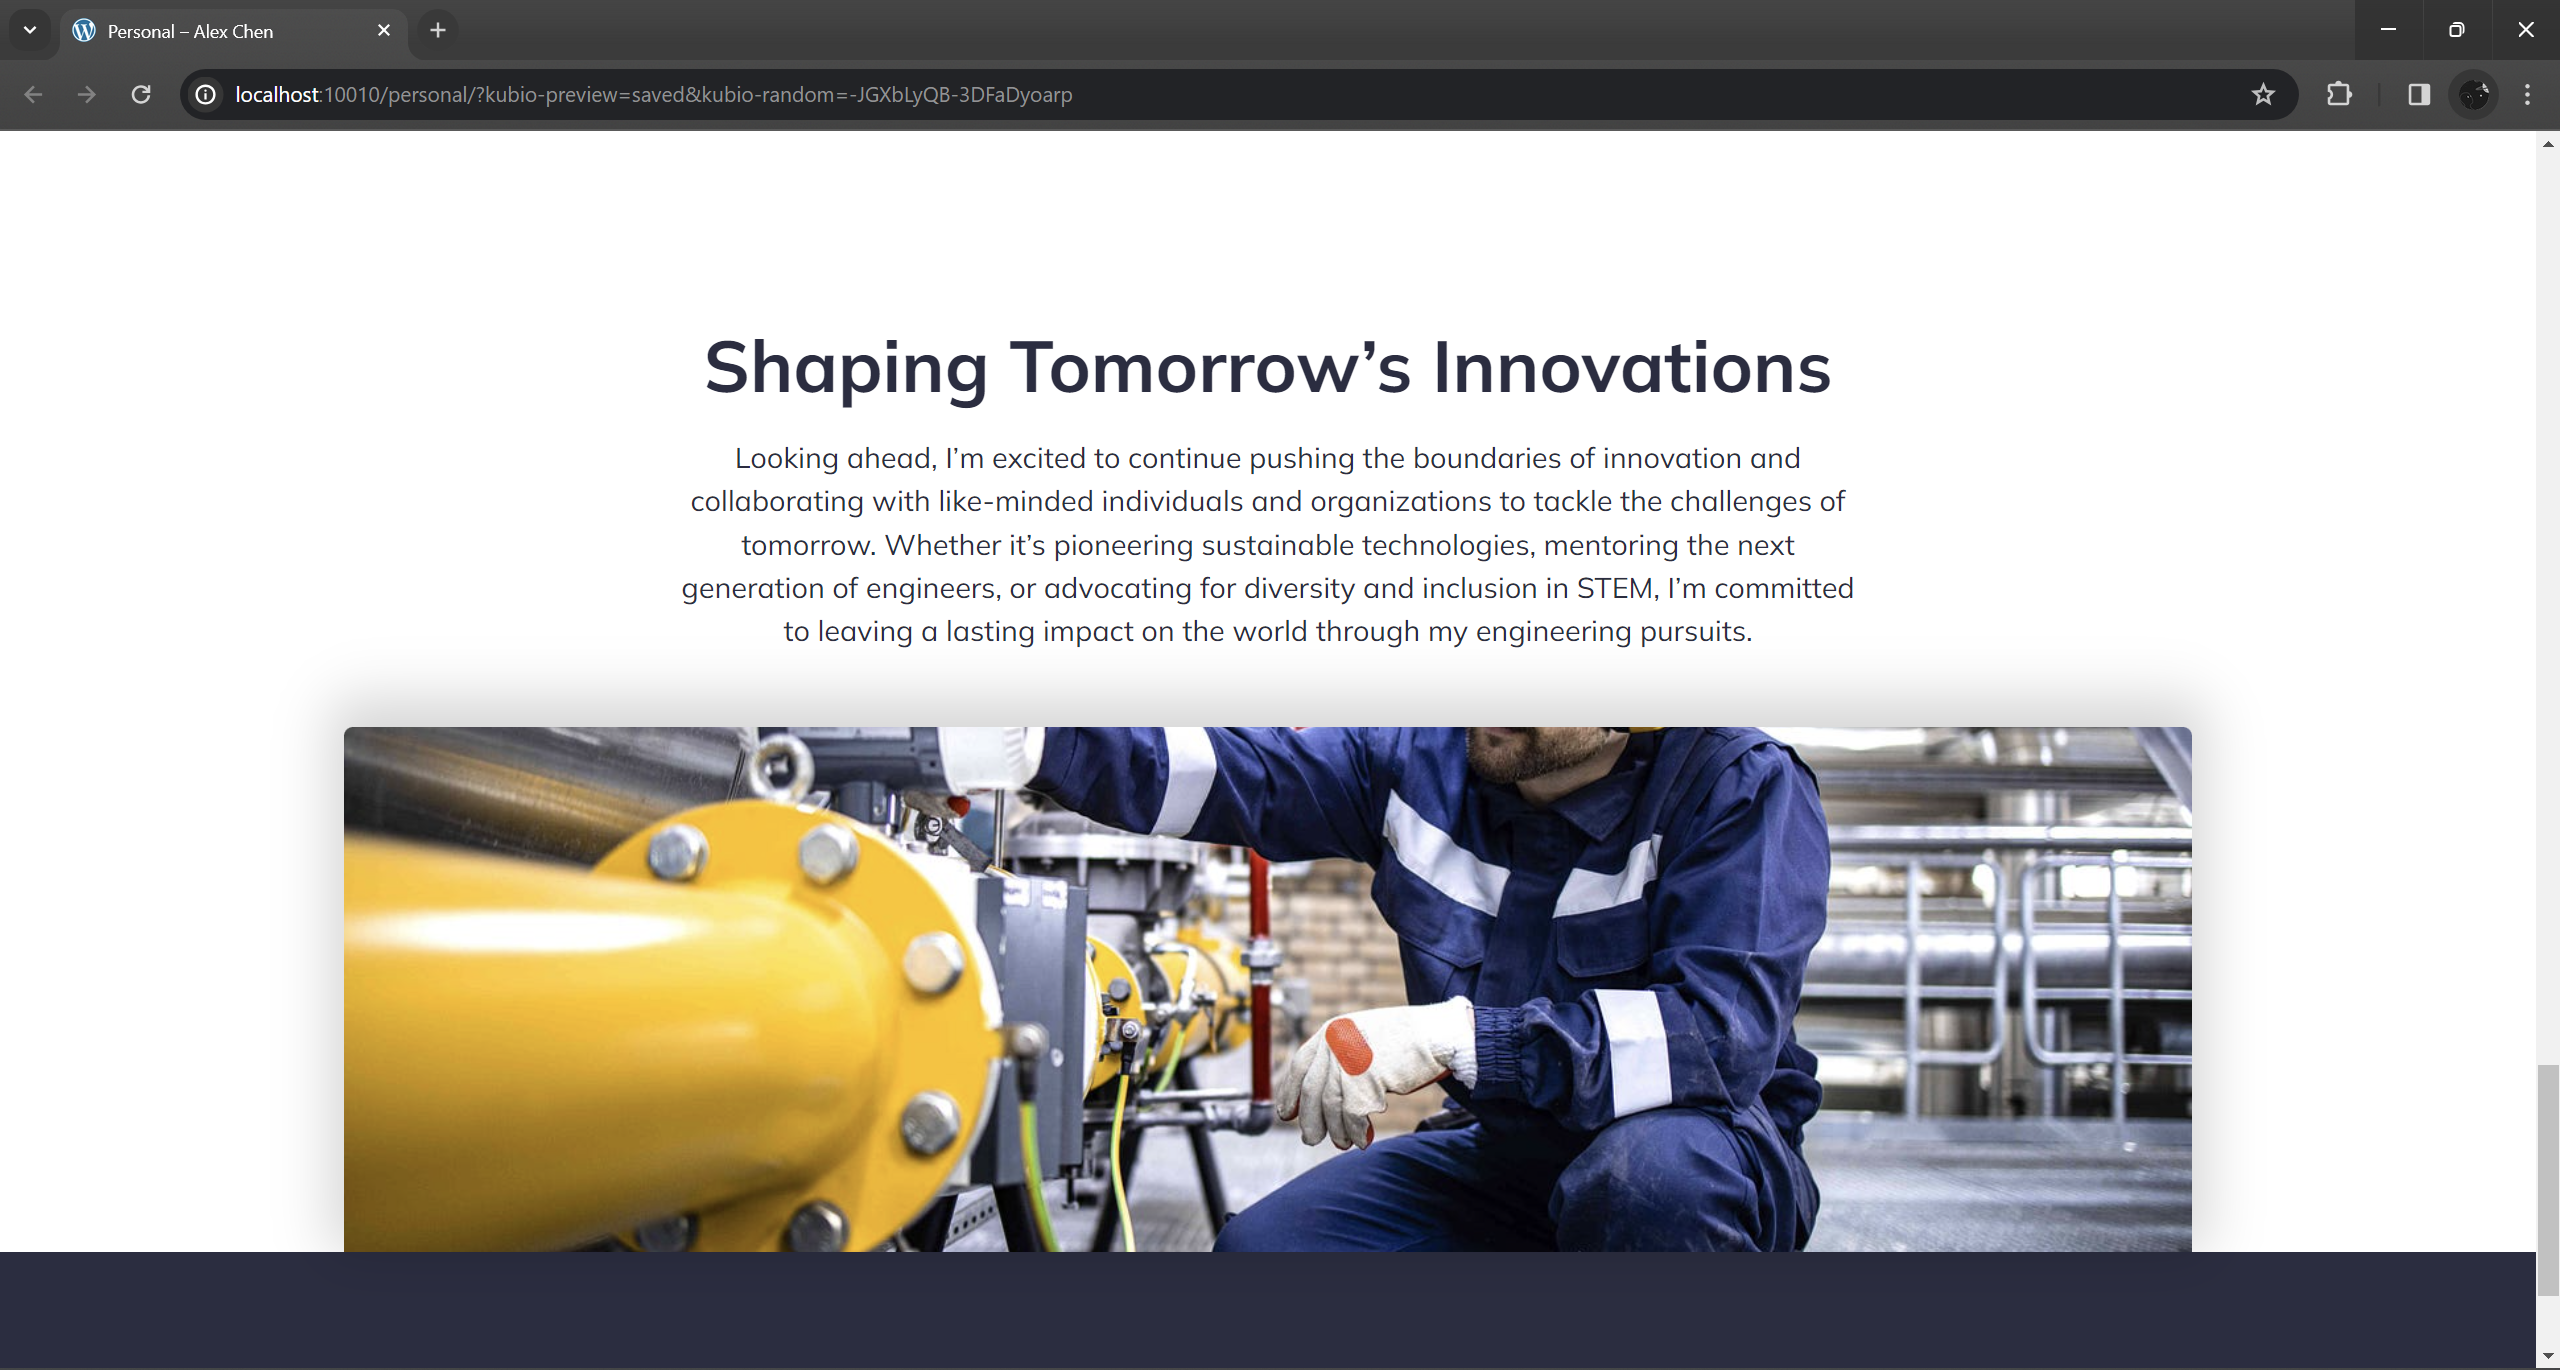 Personal – Alex Chen
localhost:10010/personal/?kubio-preview=saved&kubio-random=-JGXbLyQB-3DFaDyoarp
Shaping Tomorrow’s Innovations
Looking ahead, I’m excited to continue pushing the boundaries of innovation and
collaborating with like-minded individuals and organizations to tackle the challenges of
tomorrow. Whether it’s pioneering sustainable technologies, mentoring the next
generation of engineers, or advocating for diversity and inclusion in STEM, I’m committed
to leaving a lasting impact on the world through my engineering pursuits.